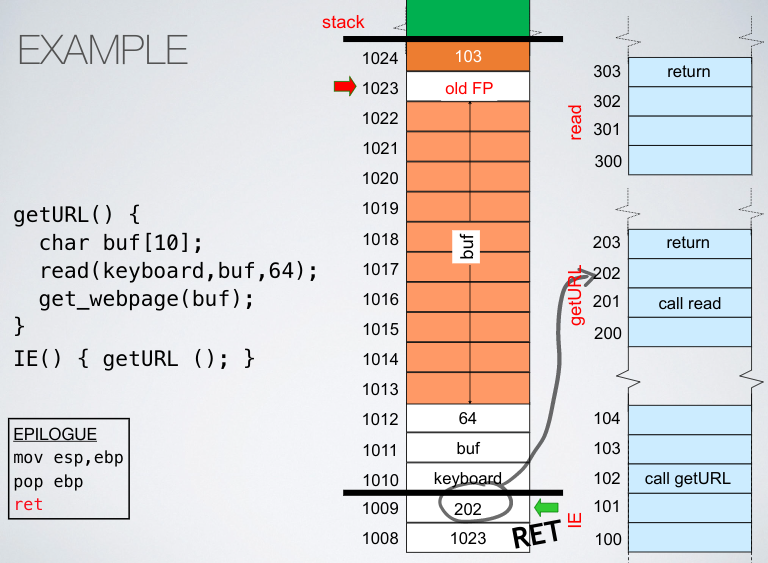 EXAMPLE
getURL() {
char buf[10];
read(keyboard,buf,64);
get_webpage(buf);
}
IE() { getURL (); }
EPILOGUE
mov esp,ebp
pop ebp
ret
stack
1024 103
1023 old FP
1022
1021
1020
1019
1018
1017
1016
1015
1014
1013
buf
1012 64
1011 buf
1010 keyboard
1009 202
1008 1023
RET
read
303 return
302
301
300
getURL
203 return
202
201 call read
200
IE
104
103
102 call getURL
101
100